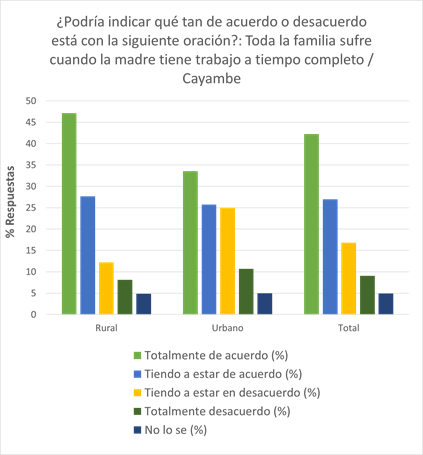 ¿Podría indicar qué tan de acuerdo o desacuerdo
está con la siguiente oración?: Toda la familia sufre
cuando la madre tiene trabajo a tiempo completo /
Cayambe
% Respuestas
50
45
40
35
30
25
20
15
10
5
0
Rural
Urbano
Total
Totalmente de acuerdo (%)
Tiendo a estar de acuerdo (%)
Tiendo a estar en desacuerdo (%)
Totalmente desacuerdo (%)
No lo se (%)